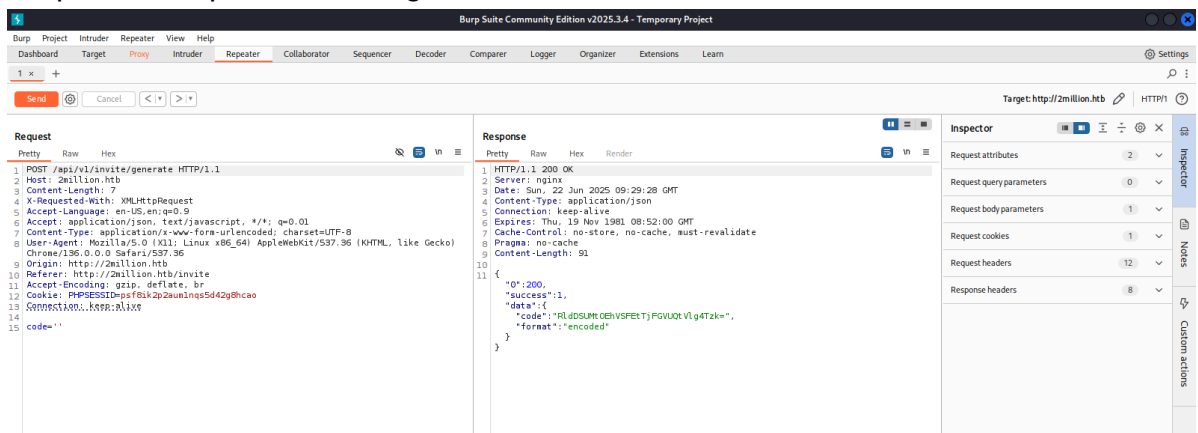 Burp Suite Community Edition v2025.3.4 - Temporary Project
Burp Project Intruder Repeater View Help
Dashboard Target Proxy Intruder Repeater Collaborator Sequencer Decoder Comparer Logger Organizer Extensions Learn Settings
1 × +
Send Cancel < > Target: http://2million.htb HTTP/1
Request
Pretty Raw Hex \n
1 POST /api/v1/invite/generate HTTP/1.1
2 Host: 2million.htb
3 Content-Length: 7
4 X-Requested-With: XMLHttpRequest
5 Accept-Language: en-US,en;q=0.9
6 Accept: application/json, text/javascript, */*; q=0.01
7 Content-Type: application/x-www-form-urlencoded; charset=UTF-8
8 User-Agent: Mozilla/5.0 (X11; Linux x86_64) AppleWebKit/537.36 (KHTML, like Gecko)
Chrome/136.0.0.0 Safari/537.36
9 Origin: http://2million.htb
10 Referer: http://2million.htb/invite
11 Accept-Encoding: gzip, deflate, br
12 Cookie: PHPSESSID=psf8ik2p2aum1nqs5d42g8hcao
13 Connection: keep-alive
14
15 code=''
Response
Pretty Raw Hex Render \n
1 HTTP/1.1 200 OK
2 Server: nginx
3 Date: Sun, 22 Jun 2025 09:29:28 GMT
4 Content-Type: application/json
5 Connection: keep-alive
6 Expires: Thu, 19 Nov 1981 08:52:00 GMT
7 Cache-Control: no-store, no-cache, must-revalidate
8 Pragma: no-cache
9 Content-Length: 91
10
11 {
"0":200,
"success":1,
"data":{
"code":"RldDSUMtOEhVSFEtTjFGVUQtVlg4Tzk=",
"format":"encoded"
}
}
Inspector
Request attributes 2
Request query parameters 0
Request body parameters 1
Request cookies 1
Request headers 12
Response headers 8
Inspector
Notes
Custom actions